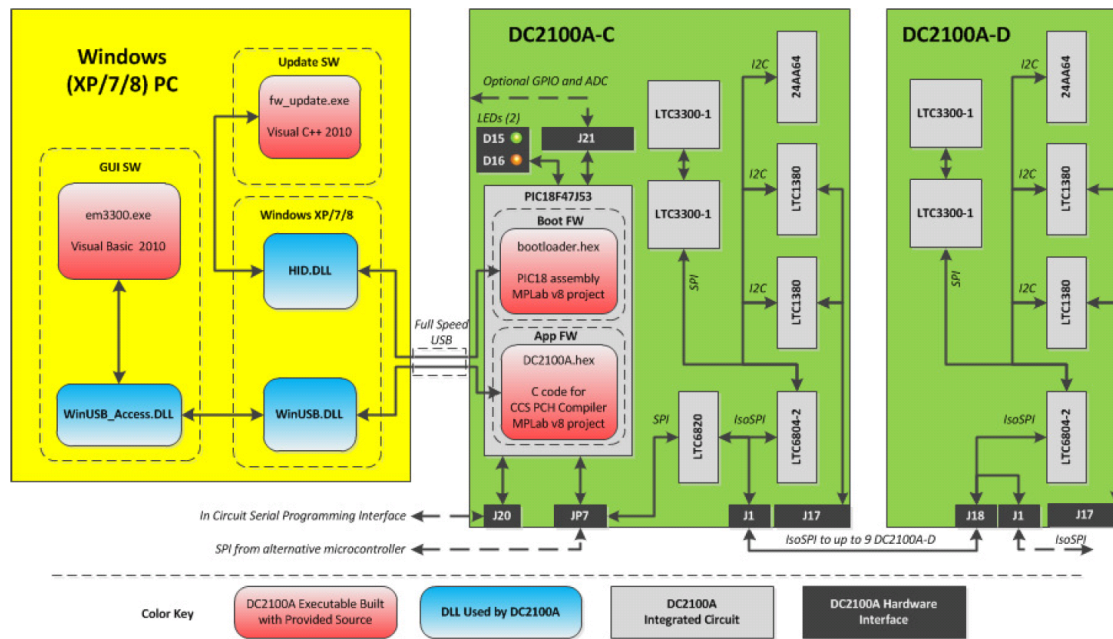 Windows
(XP/7/8) PC
Update SW
fw_update.exe
Visual C++ 2010
GUI SW
em3300.exe
Visual Basic 2010
Windows XP/7/8
HID.DLL
WinUSB_Access.DLL
WinUSB.DLL
Full Speed
USB
DC2100A-C
Optional GPIO and ADC
LEDs (2)
D15
D16
J21
PIC18F47J53
Boot FW
bootloader.hex
PIC18 assembly
MPLab v8 project
App FW
DC2100A.hex
C code for
CCS PCH Compiler
MPLab v8 project
LTC3300-1
LTC3300-1
SPI
I2C
24AA64
I2C
LTC1380
I2C
LTC1380
SPI
LTC6820
IsoSPI
LTC6804-2
J20
JP7
J1
J17
DC2100A-D
LTC3300-1
LTC3300-1
SPI
I2C
24AA64
I2C
LTC1380
I2C
LTC1380
IsoSPI
LTC6804-2
J18
J1
J17
In Circuit Serial Programming Interface
SPI from alternative microcontroller
IsoSPI to up to 9 DC2100A-D
IsoSPI
Color Key
DC2100A Executable Built
with Provided Source
DLL Used by DC2100A
DC2100A
Integrated Circuit
DC2100A Hardware
Interface